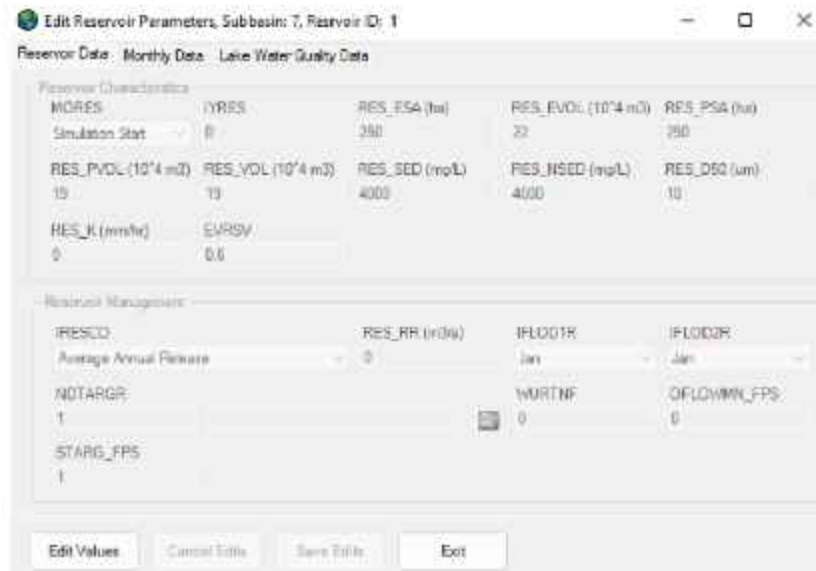 Edit Reservoir Parameters, Subbasin: 7, Reservoir ID: 1
Reservoir Data Monthly Data Lake Water Quality Data
Reservoir Characteristics
MORES IYRES RES_ESA (ha) RES_EVOL (10^4 m3) RES_PSA (ha)
Simulation Start 0 250 22 250
RES_PVOL (10^4 m3) RES_VOL (10^4 m3) RES_SED (mg/L) RES_NSED (mg/L) RES_D50 (um)
19 19 4000 4000 10
RES_K (mm/hr) EVRSV
0 0.6
Reservoir Management
IRESCO RES_RR (m3/s) IFLOD1R IFLOD2R
Average Annual Release 0 Jan Jan
NDTARGR WURTNF OFLOWMN_FPS
1 0 0
STARG_FPS
1
Edit Values Cancel Edits Save Edits Exit